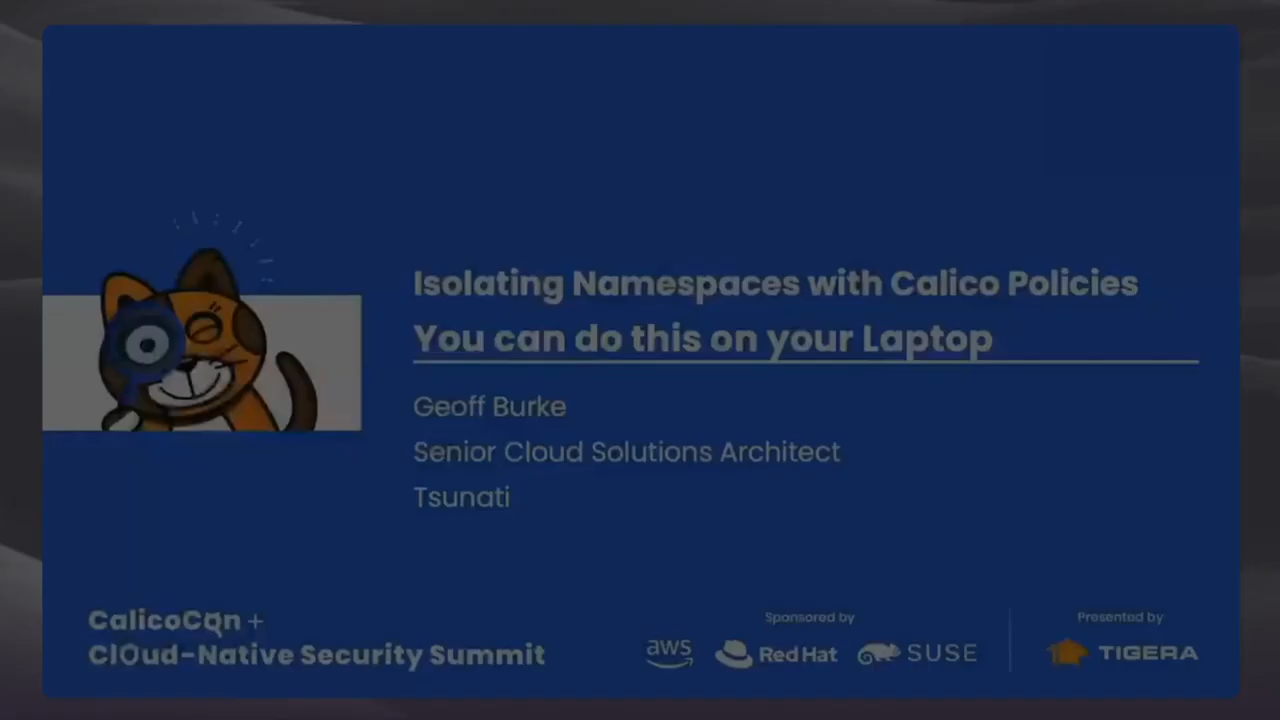 Isolating Namespaces with Calico Policies
You can do this on your Laptop
Geoff Burke
Senior Cloud Solutions Architect
Tsunati
CalicoCon +
Cloud-Native Security Summit
Sponsored by
aws
Red Hat
SUSE
Presented by
TIGERA